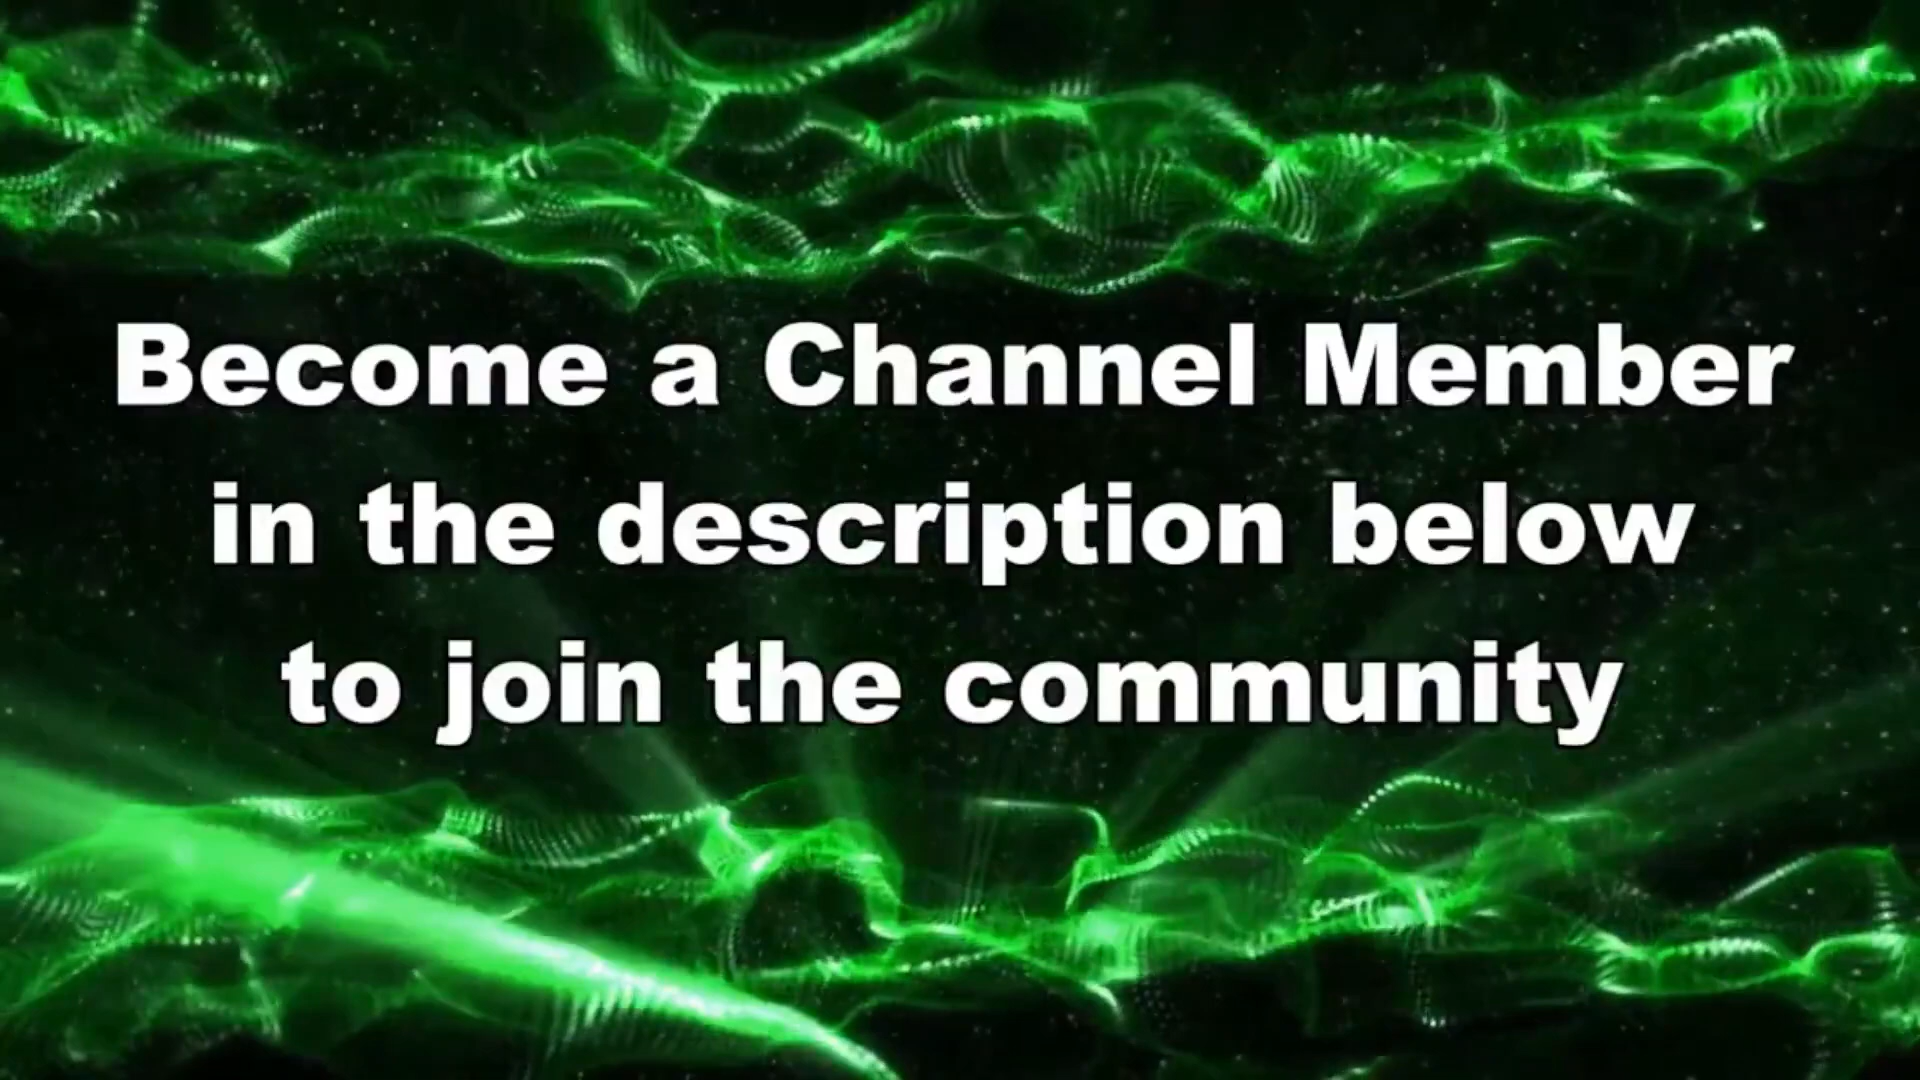 Become a Channel Member
in the description below
to join the community